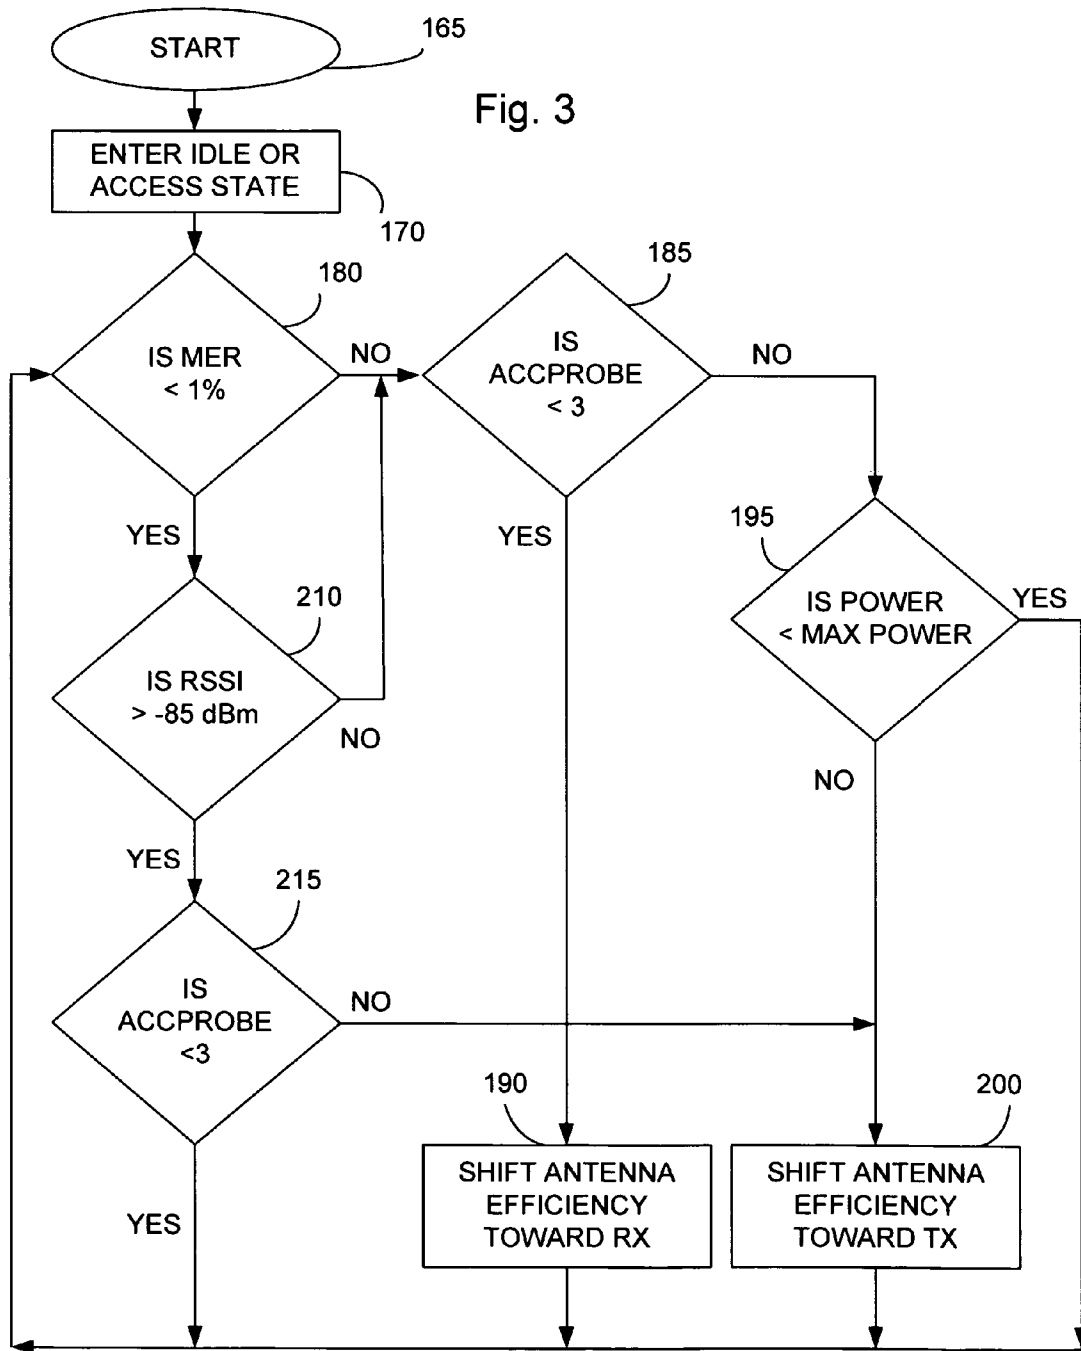 START
165
Fig. 3
ENTER IDLE OR
ACCESS STATE
170
180
185
IS MER
< 1%
NO
IS
ACCPROBE
< 3
NO
YES
YES
195
210
IS POWER
< MAX POWER
YES
IS RSSI
> -85 dBm
NO
NO
YES
215
IS
ACCPROBE
<3
NO
190
200
SHIFT ANTENNA
EFFICIENCY
TOWARD RX
SHIFT ANTENNA
EFFICIENCY
TOWARD TX
YES